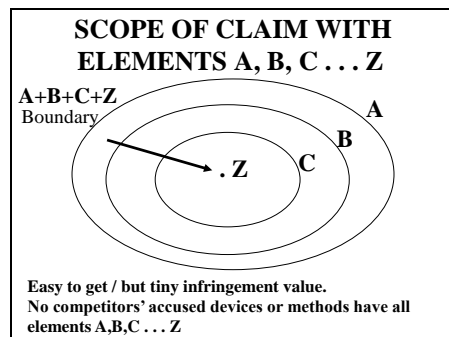 SCOPE OF CLAIM WITH
ELEMENTS A, B, C . . . Z
A+B+C+Z
Boundary
A
B
C
. Z
Easy to get / but tiny infringement value.
No competitors' accused devices or methods have all
elements A,B,C . . . Z